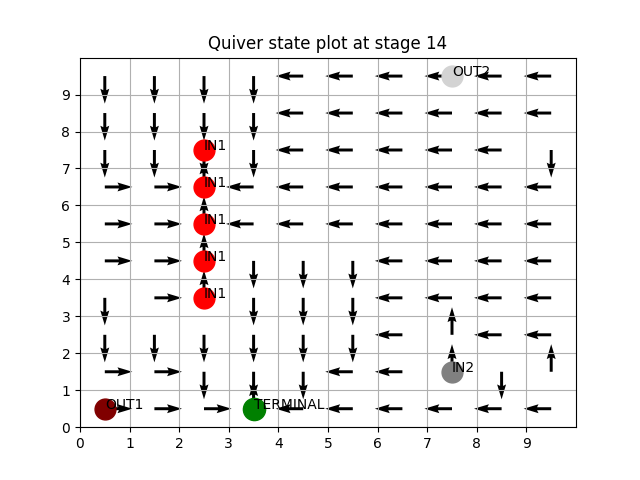 Quiver state plot at stage 14
OUT2
9
8
IN1
7
IN1
6
IN1
5
IN1
4
IN1
3
2
IN2
1
OUT1
TERMINAL
0
0 1 2 3 4 5 6 7 8 9